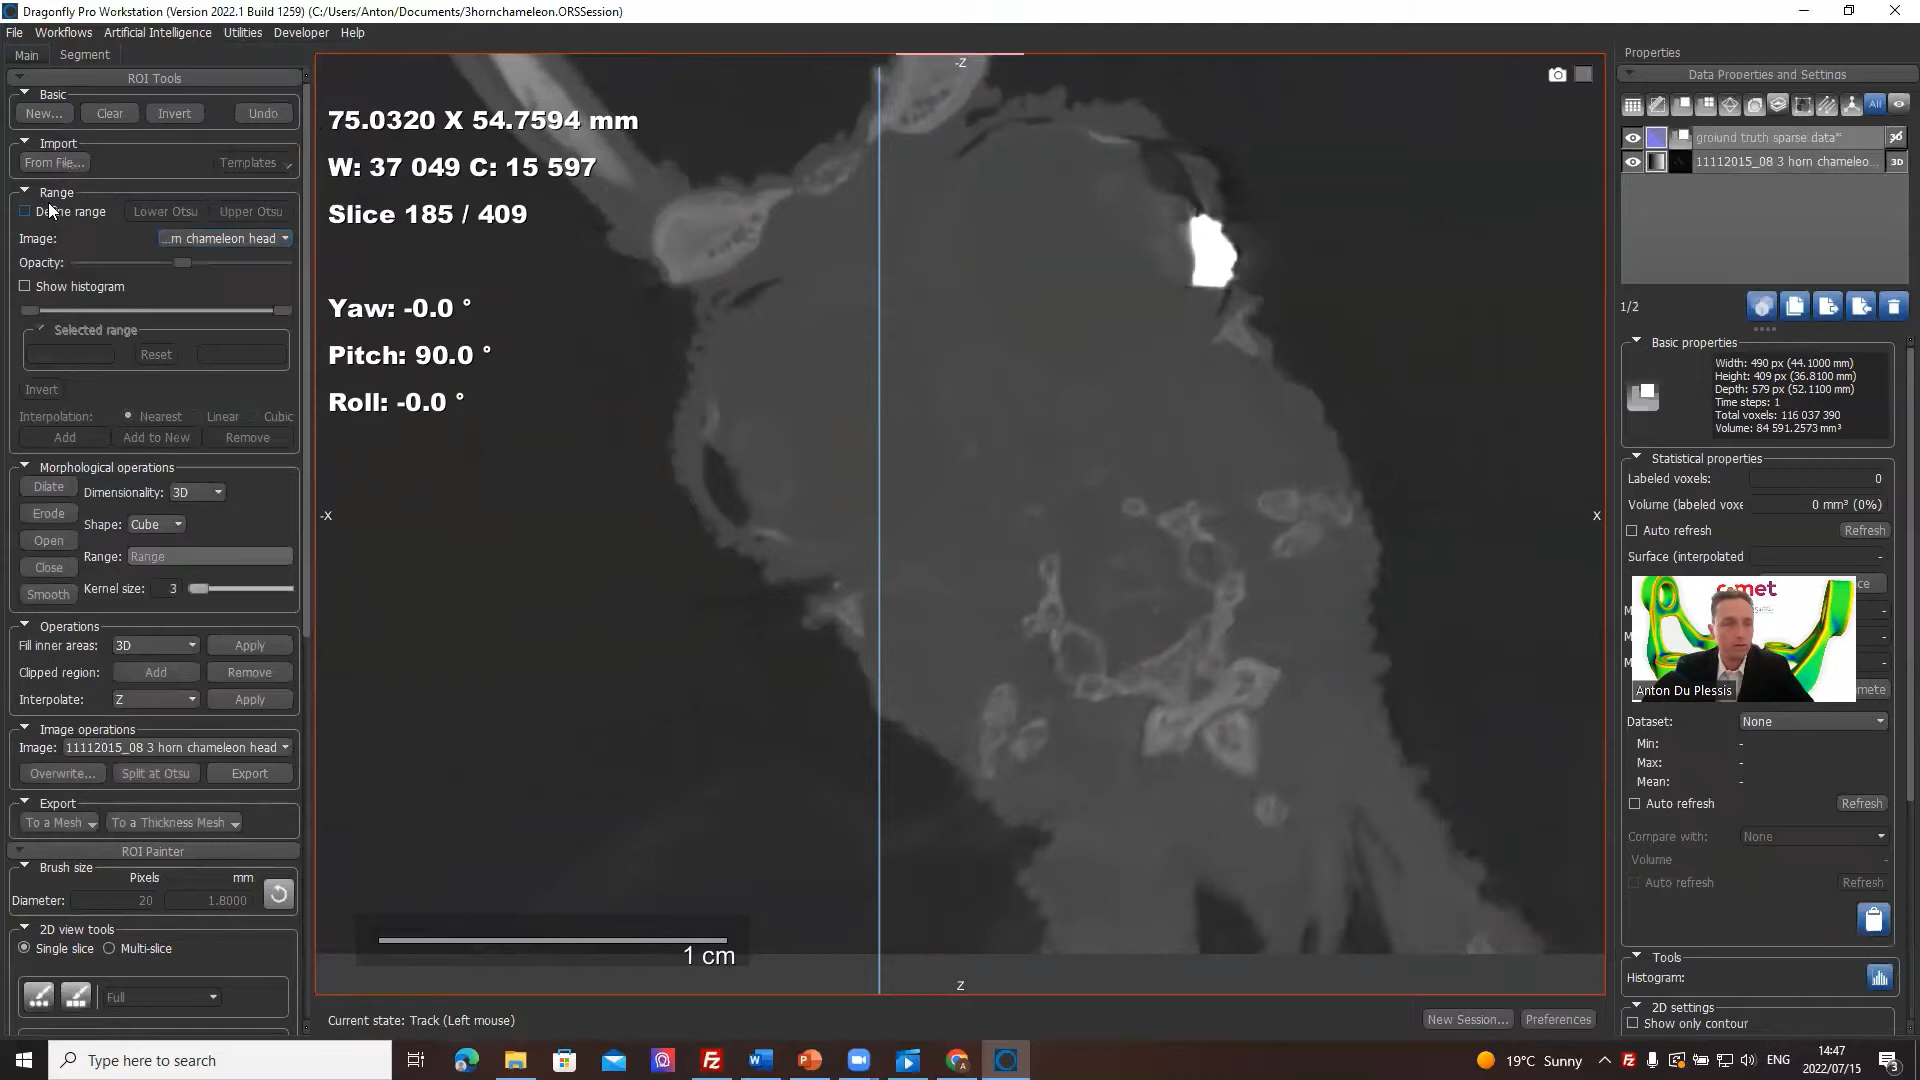 Dragonfly Pro Workstation (Version 2022.1 Build 1259) (C:/Users/Anton/Documents/3hornchameleon.ORSSession)
File Workflows Artificial Intelligence Utilities Developer Help
Main Segment
ROI Tools
Basic
New... Clear Invert Undo
Import
From File... Templates
Range
Define range Lower Otsu Upper Otsu
Image: ...rn chameleon head
Opacity:
Show histogram
Selected range
Reset
Invert
Interpolation: Nearest Linear Cubic
Add Add to New Remove
Morphological operations
Dilate Dimensionality: 3D
Erode
Shape: Cube
Open
Range: Range
Close
Kernel size: 3
Smooth
Operations
Fill inner areas: 3D Apply
Clipped region: Add Remove
Interpolate: Z Apply
Image operations
Image: 11112015_08 3 horn chameleon head
Overwrite... Split at Otsu Export
Export
To a Mesh To a Thickness Mesh
ROI Painter
Brush size
Pixels mm
Diameter: 20 1.8000
2D view tools
Single slice Multi-slice
Full
75.0320 X 54.7594 mm
W: 37 049 C: 15 597
Slice 185 / 409
Yaw: -0.0 °
Pitch: 90.0 °
Roll: -0.0 °
-Z
-X
X
Z
1 cm
Current state: Track (Left mouse)
New Session... Preferences
Properties
Data Properties and Settings
All
groiund truth sparse data*
11112015_08 3 horn chameleo... 3D
1/2
Basic properties
Width: 490 px (44.1000 mm)
Height: 409 px (36.8100 mm)
Depth: 579 px (52.1100 mm)
Time steps: 1
Total voxels: 116 037 390
Volume: 84 591.2573 mm³
Statistical properties
Labeled voxels: 0
Volume (labeled voxe 0 mm³ (0%)
Auto refresh Refresh
Surface (interpolated -
comet
Anton Du Plessis
Dataset: None
Min: -
Max: -
Mean: -
Auto refresh Refresh
Compare with: None
Volume
Auto refresh Refresh
Tools
Histogram:
2D settings
Show only contour
Type here to search
19°C Sunny
ENG
14:47
2022/07/15
3